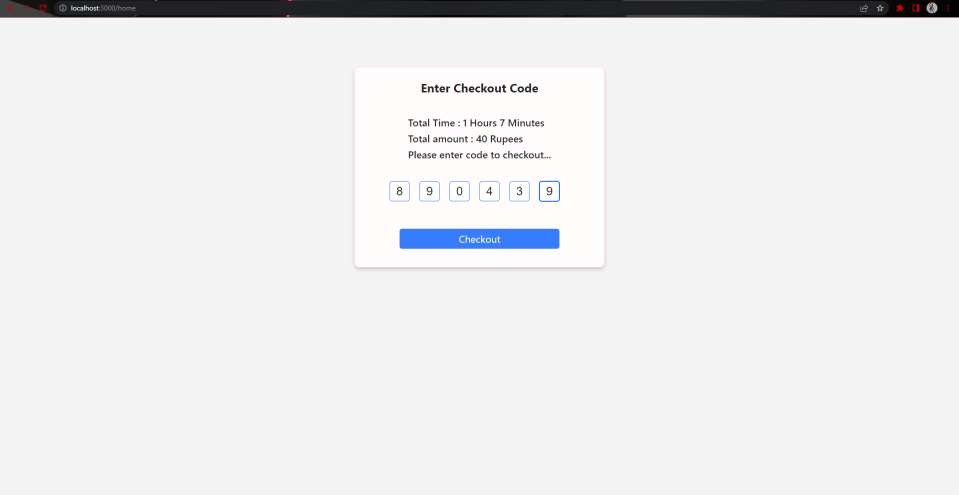 localhost:3000/home
Enter Checkout Code
Total Time : 1 Hours 7 Minutes
Total amount : 40 Rupees
Please enter code to checkout...
8 9 0 4 3 9
Checkout